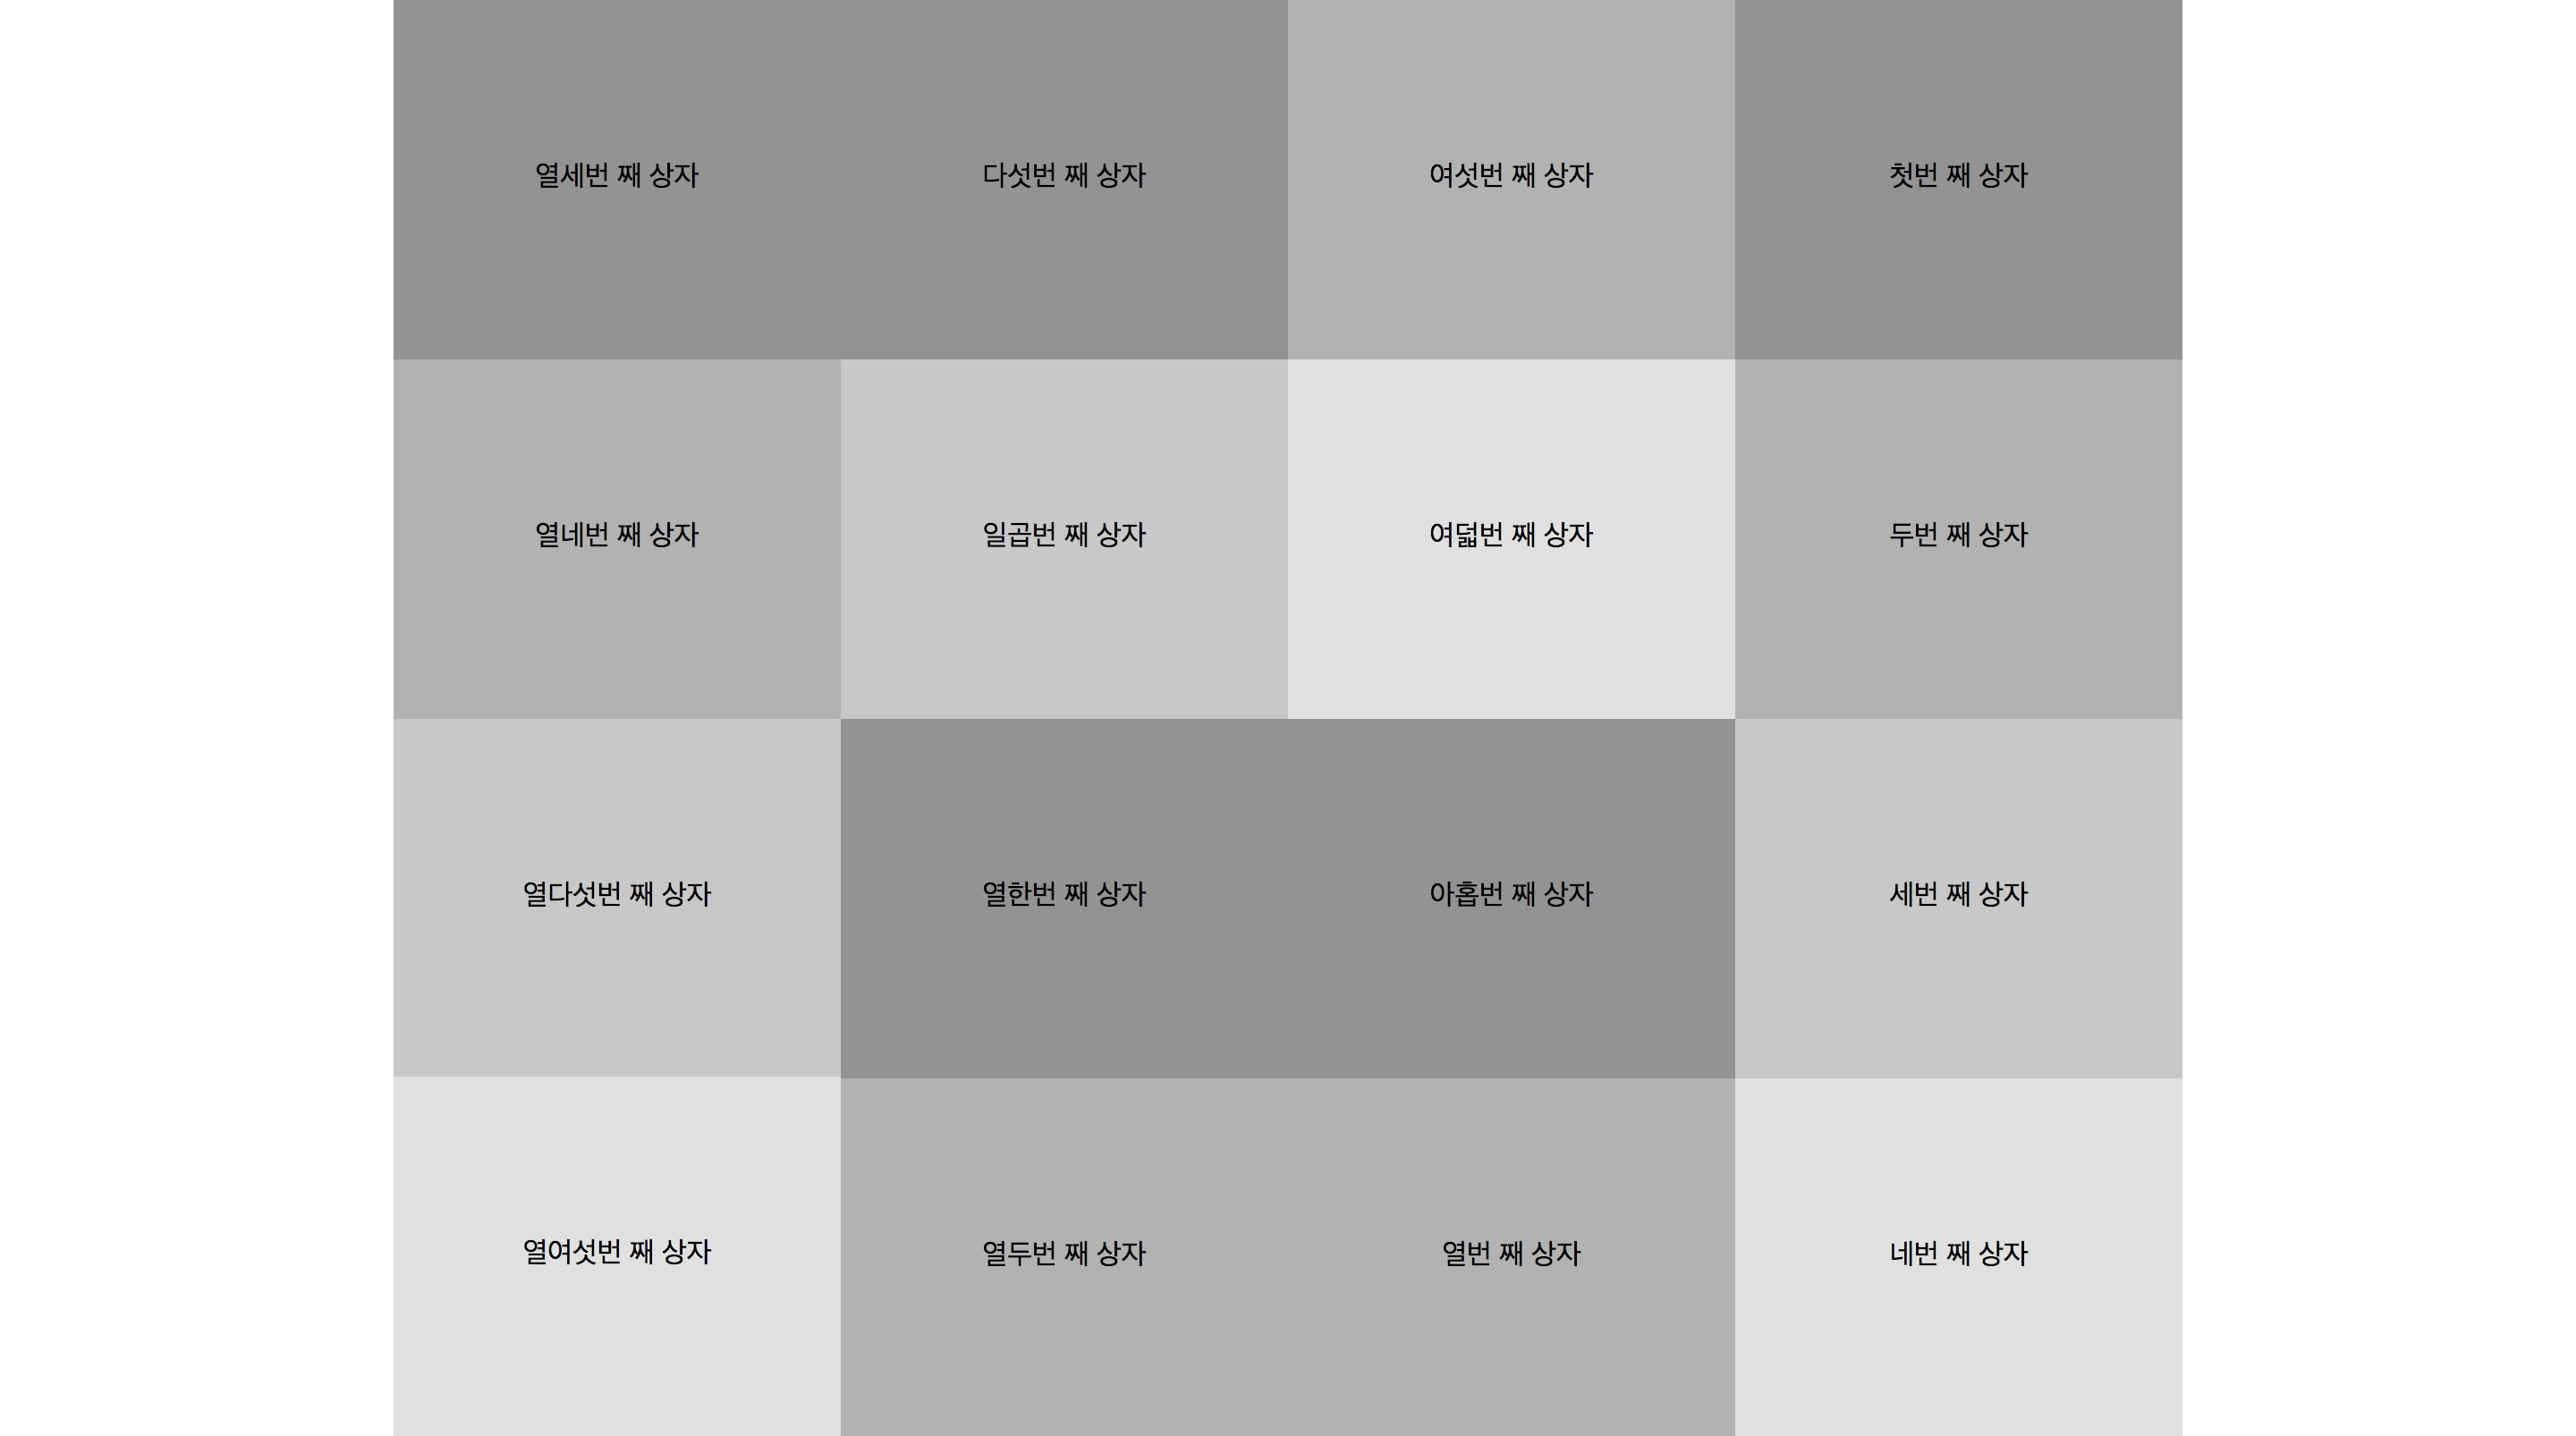 열세번 째 상자
다섯번 째 상자
여섯번 째 상자
첫번 째 상자
열네번 째 상자
일곱번 째 상자
여덟번 째 상자
두번 째 상자
열다섯번 째 상자
열한번 째 상자
아홉번 째 상자
세번 째 상자
열여섯번 째 상자
열두번 째 상자
열번 째 상자
네번 째 상자